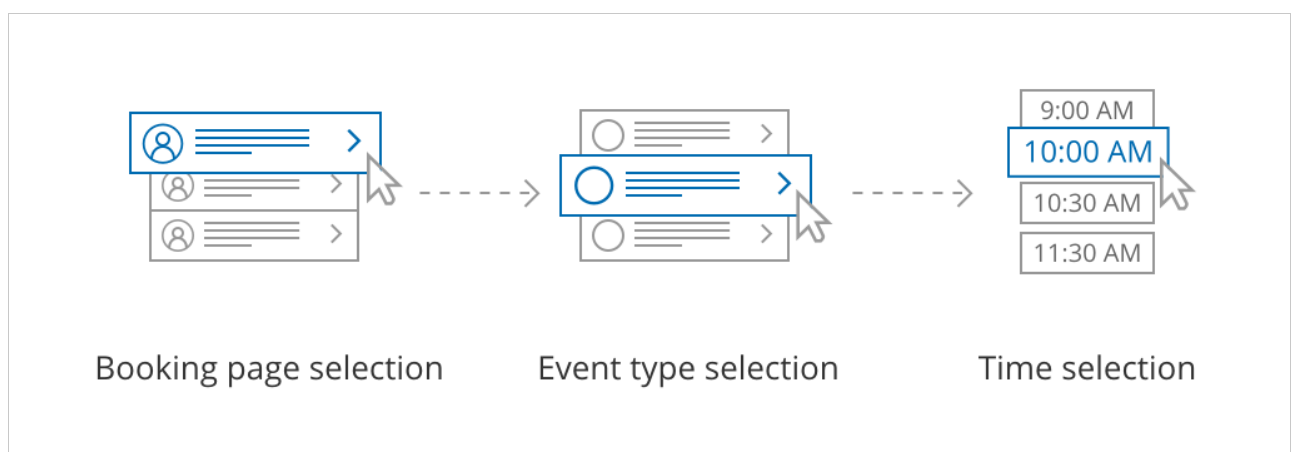 9:00 AM
10:00 AM
10:30 AM
11:30 AM
Booking page selection
Event type selection
Time selection